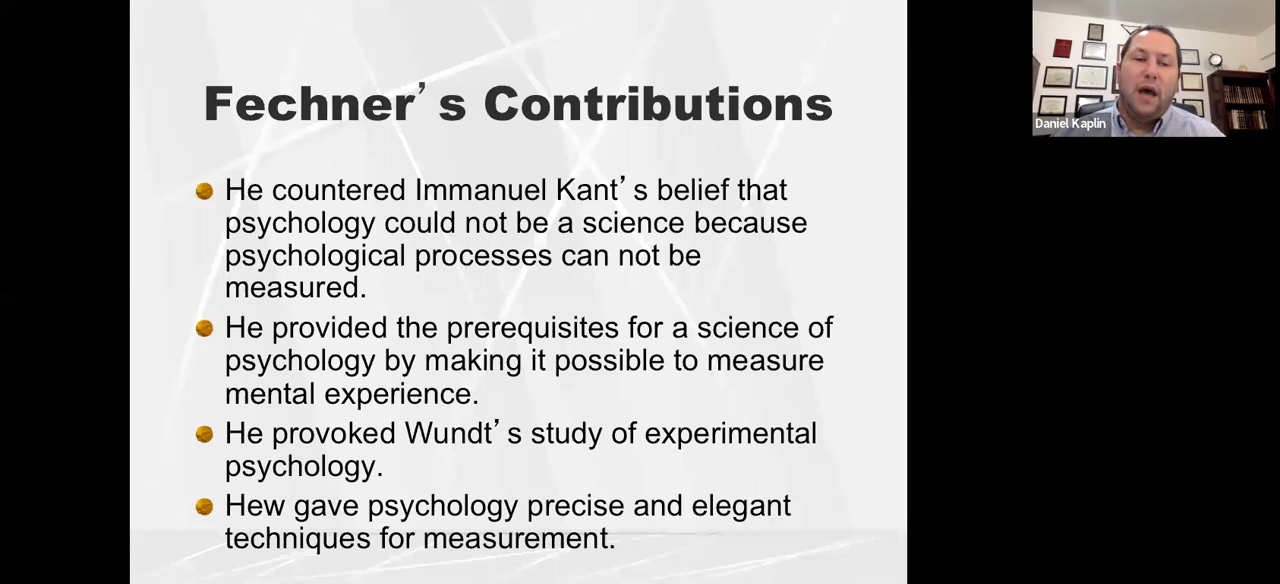 Fechner’s Contributions
He countered Immanuel Kant’s belief that
psychology could not be a science because
psychological processes can not be
measured.
He provided the prerequisites for a science of
psychology by making it possible to measure
mental experience.
He provoked Wundt’s study of experimental
psychology.
Hew gave psychology precise and elegant
techniques for measurement.
Daniel Kaplin